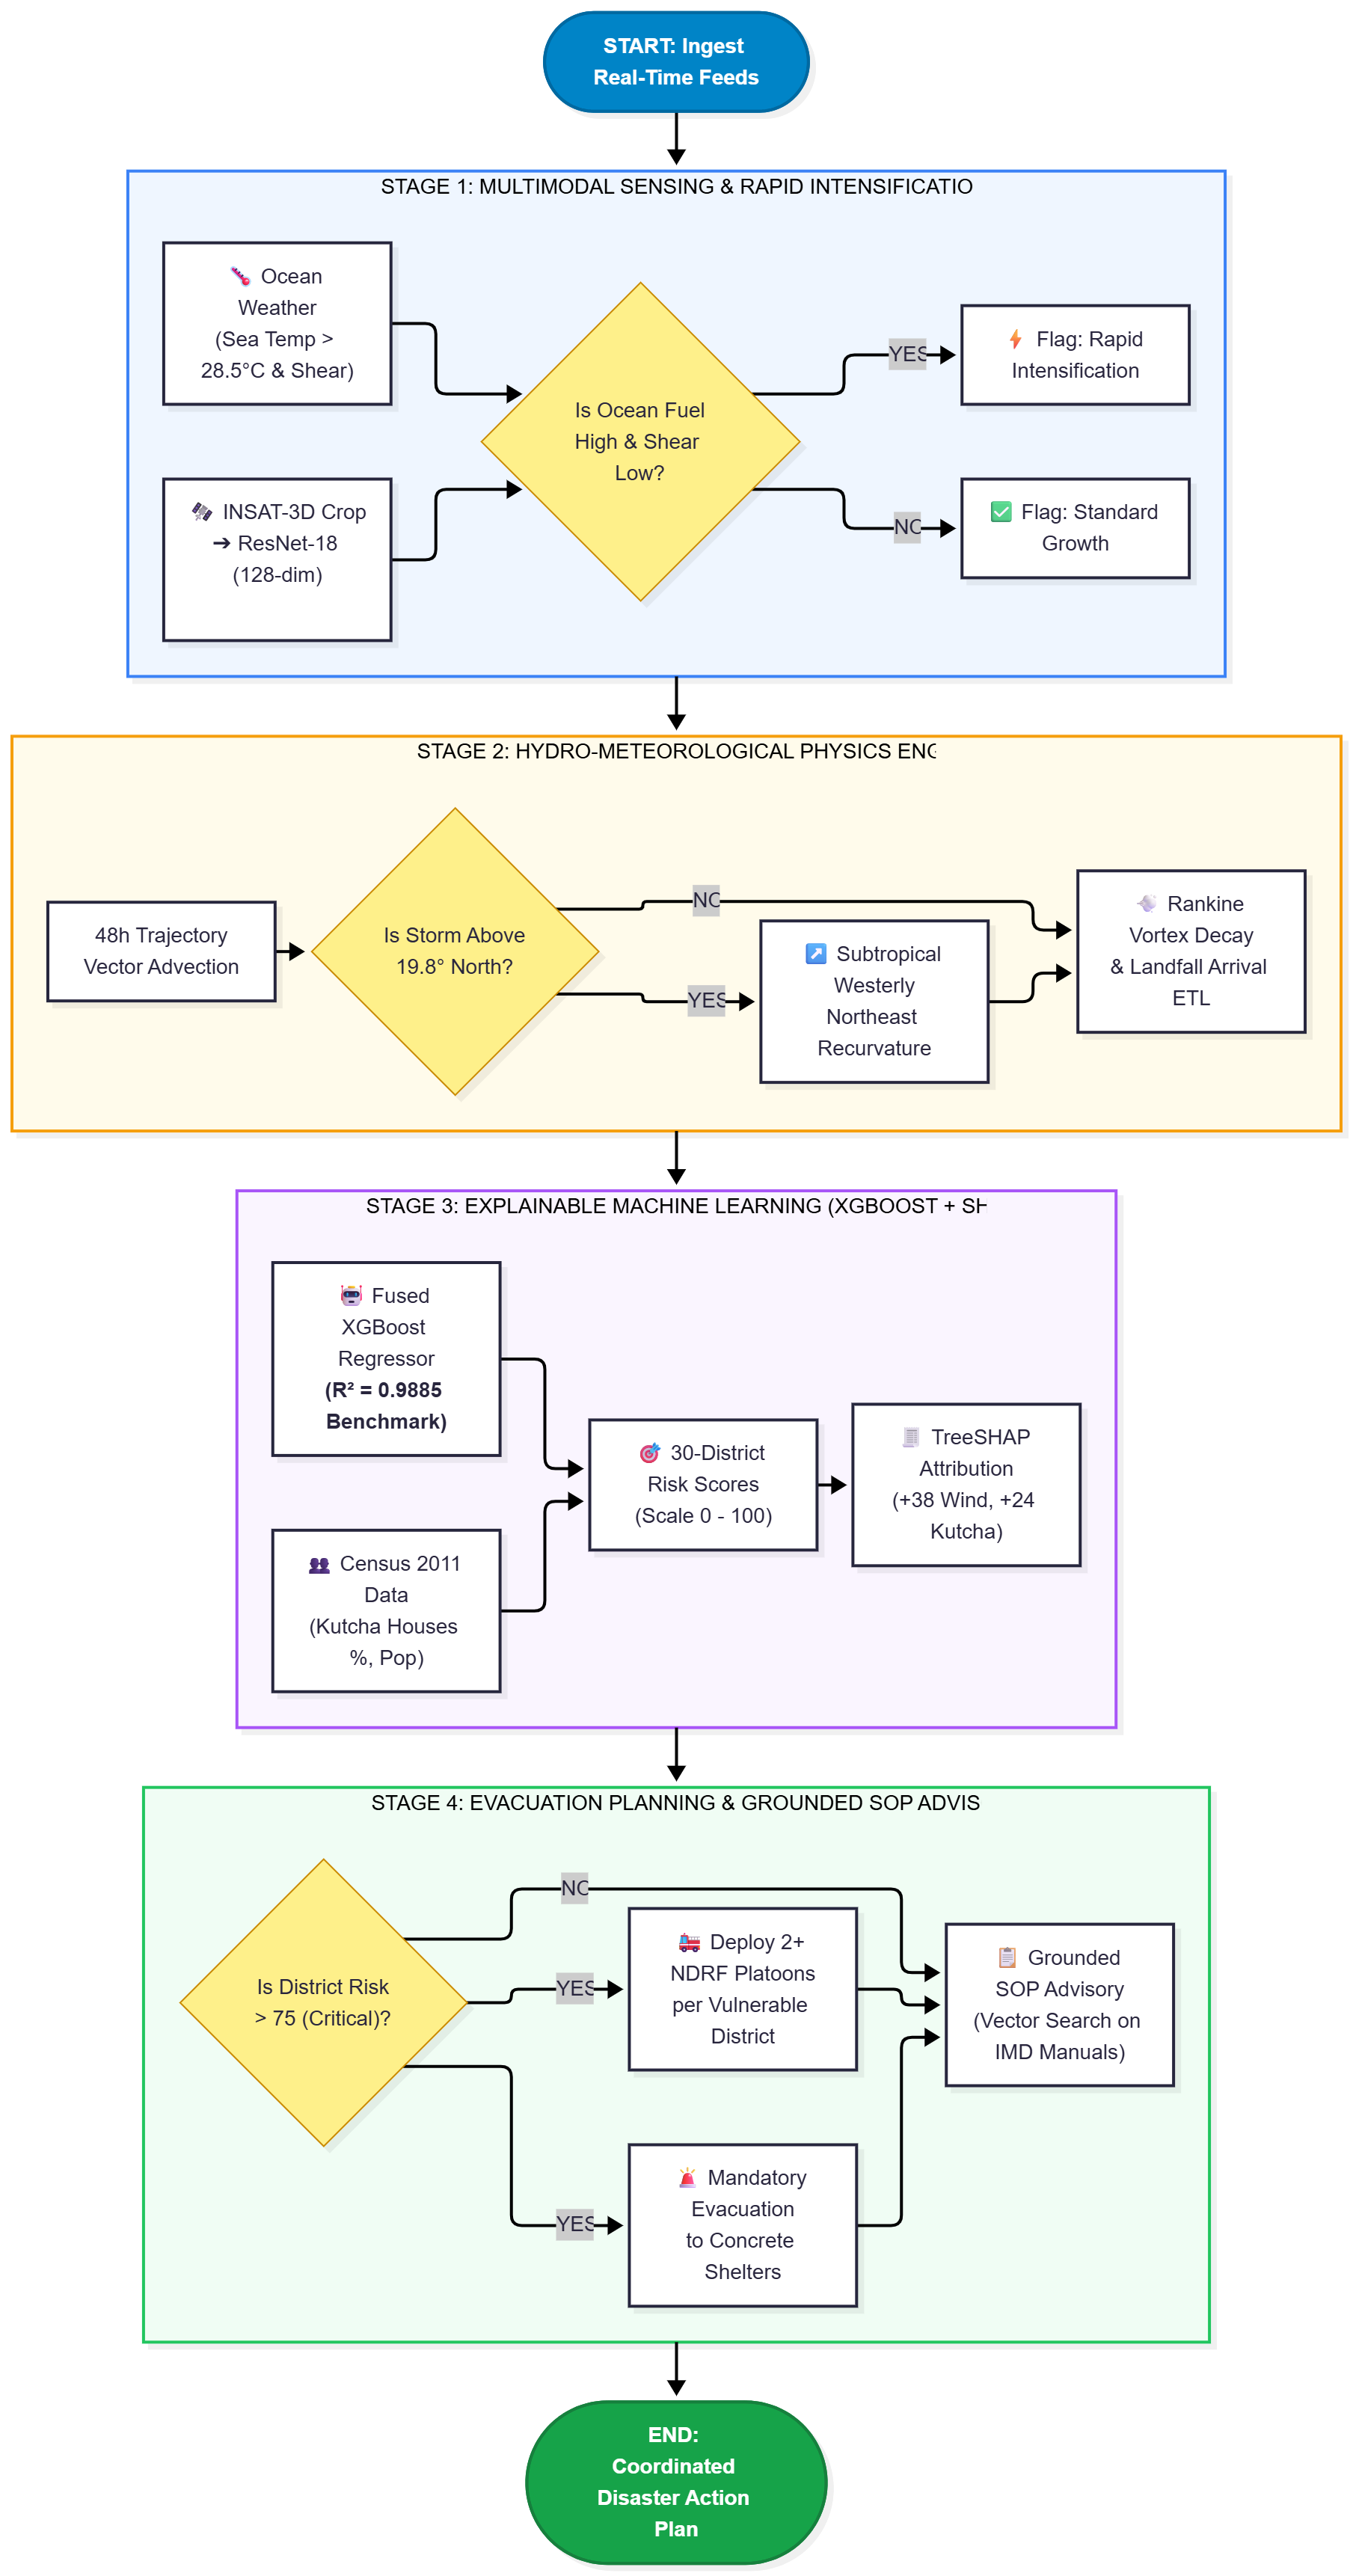 START: Ingest
Real-Time Feeds
STAGE 1: MULTIMODAL SENSING & RAPID INTENSIFICATIO
Ocean
Weather
(Sea Temp >
28.5°C & Shear)
INSAT-3D Crop
➔ ResNet-18
(128-dim)
Is Ocean Fuel
High & Shear
Low?
YES
NO
Flag: Rapid
Intensification
Flag: Standard
Growth
STAGE 2: HYDRO-METEOROLOGICAL PHYSICS ENG
48h Trajectory
Vector Advection
Is Storm Above
19.8° North?
NO
YES
Subtropical
Westerly
Northeast
Recurvature
Rankine
Vortex Decay
& Landfall Arrival
ETL
STAGE 3: EXPLAINABLE MACHINE LEARNING (XGBOOST + SH
Fused
XGBoost
Regressor
(R² = 0.9885
Benchmark)
Census 2011
Data
(Kutcha Houses
%, Pop)
30-District
Risk Scores
(Scale 0 - 100)
TreeSHAP
Attribution
(+38 Wind, +24
Kutcha)
STAGE 4: EVACUATION PLANNING & GROUNDED SOP ADVIS
Is District Risk
> 75 (Critical)?
NO
YES
YES
Deploy 2+
NDRF Platoons
per Vulnerable
District
Mandatory
Evacuation
to Concrete
Shelters
Grounded
SOP Advisory
(Vector Search on
IMD Manuals)
END:
Coordinated
Disaster Action
Plan